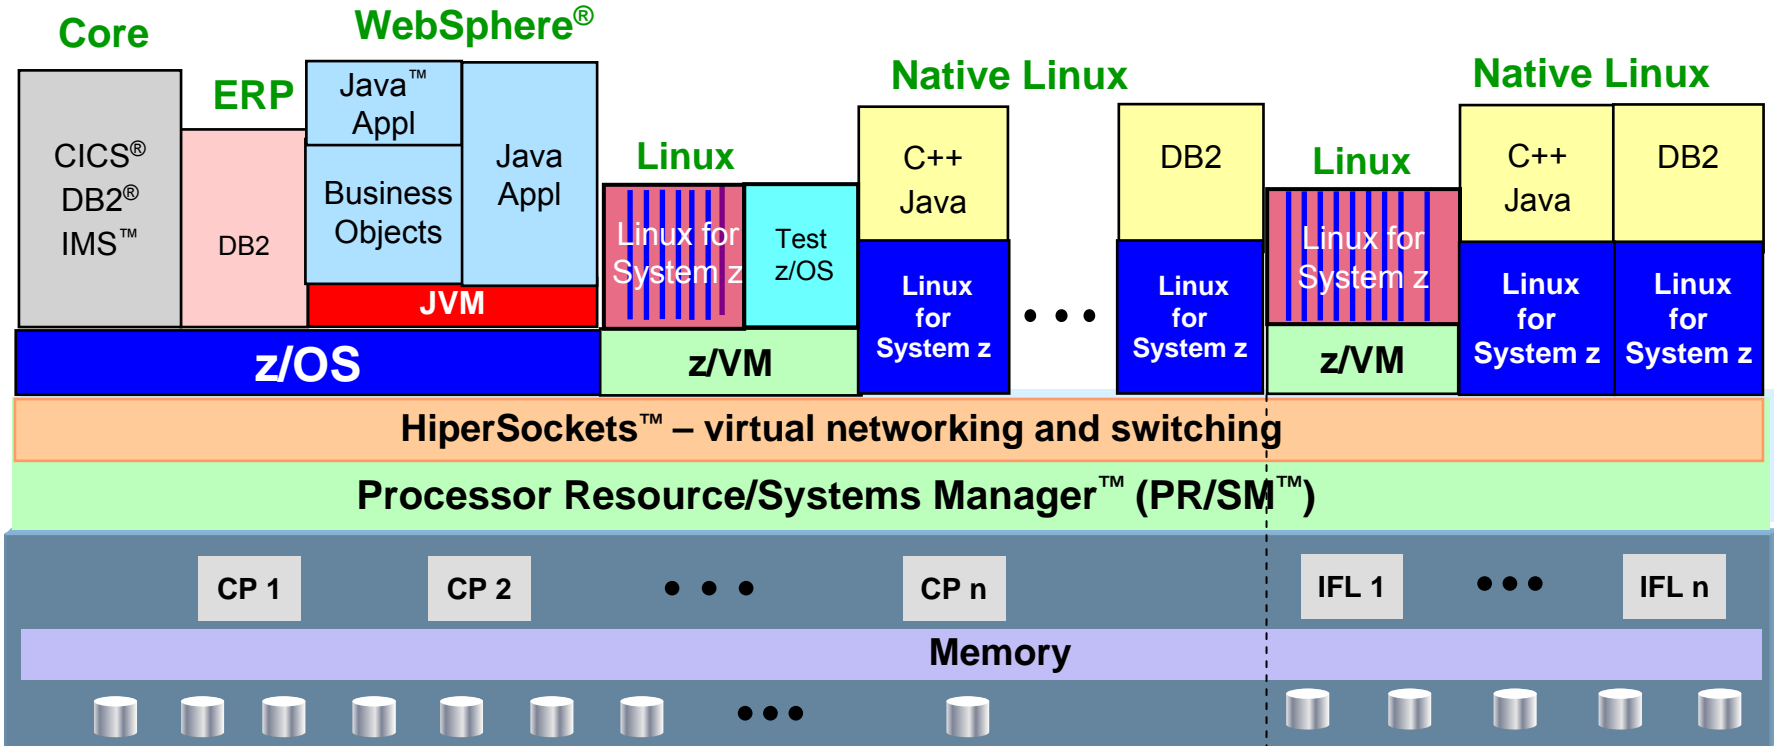 Core
WebSphere®
ERP
Native Linux
Native Linux
Linux
Linux
CICS®
DB2®
IMS™
DB2
Java™
Appl
Business
Objects
Java
Appl
JVM
z/OS
Linux for
System z
Test
z/OS
z/VM
C++
Java
Linux
for
System z
DB2
Linux
for
System z
Linux for
System z
z/VM
C++
Java
Linux
for
System z
DB2
Linux
for
System z
HiperSockets™ – virtual networking and switching
Processor Resource/Systems Manager™ (PR/SM™)
CP 1
CP 2
CP n
IFL 1
IFL n
Memory